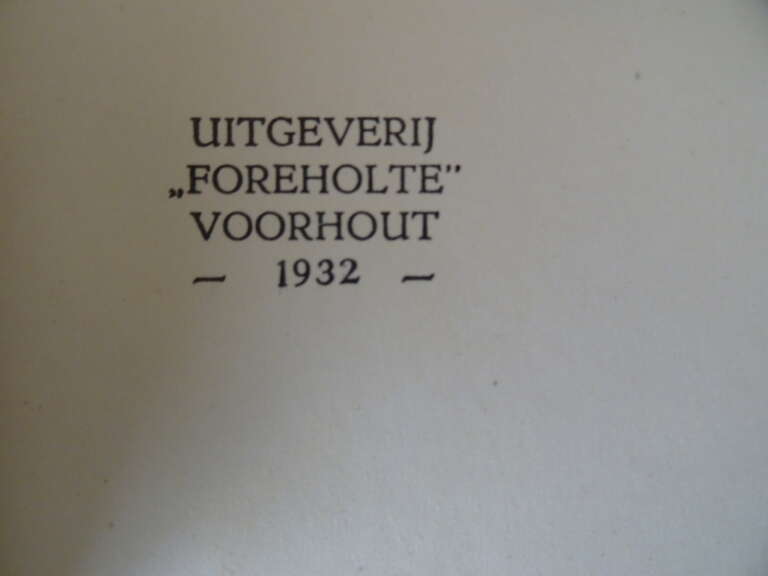 UITGEVERIJ
„FOREHOLTE”
VOORHOUT
— 1932 —